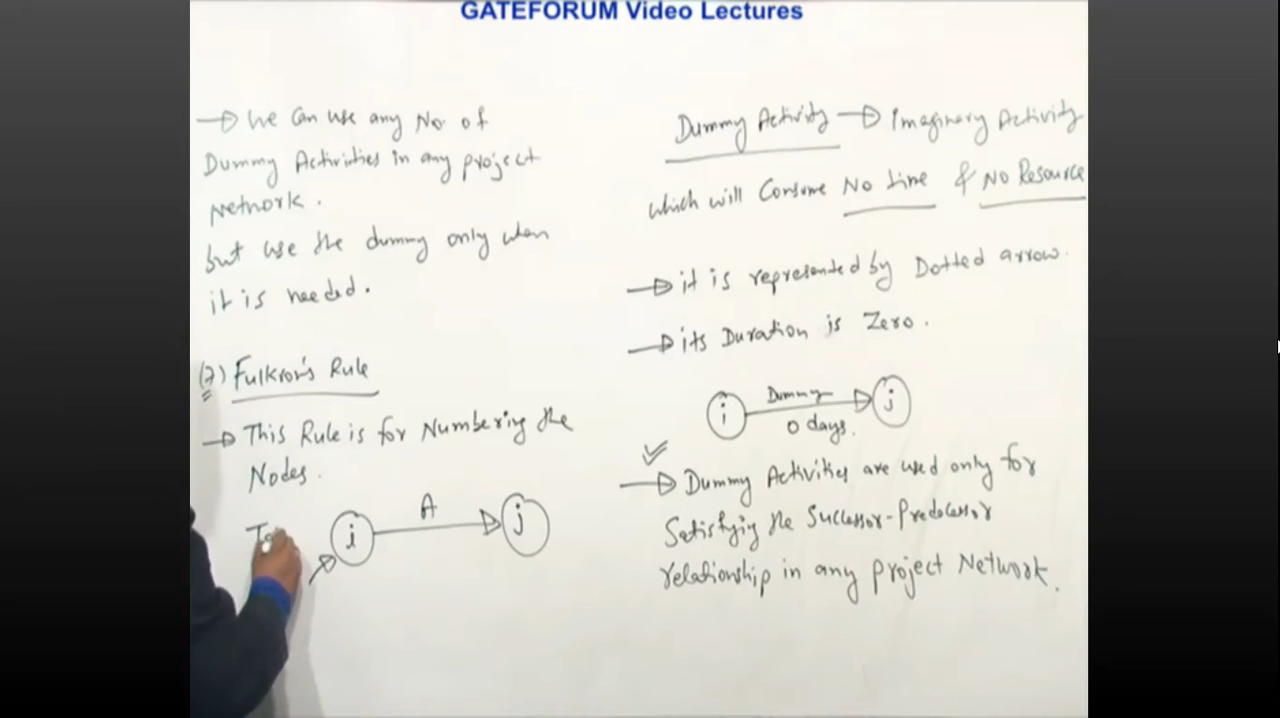 GATEFORUM Video Lectures
→ We Can Use any No of
Dummy Activities in any project
Network.
but use the dummy only when
it is needed.
(7) Fulkron's Rule
→ This Rule is for Numbering the
Nodes.
i A j
Dummy Activity → Imaginary Activity
which will Consume No time & No Resource
→ it is represented by Dotted arrow.
→ its Duration is Zero.
i Dummy j
0 days.
→ Dummy Activities are used only for
Satisfying the Successor-Predecessor
relationship in any project Network.